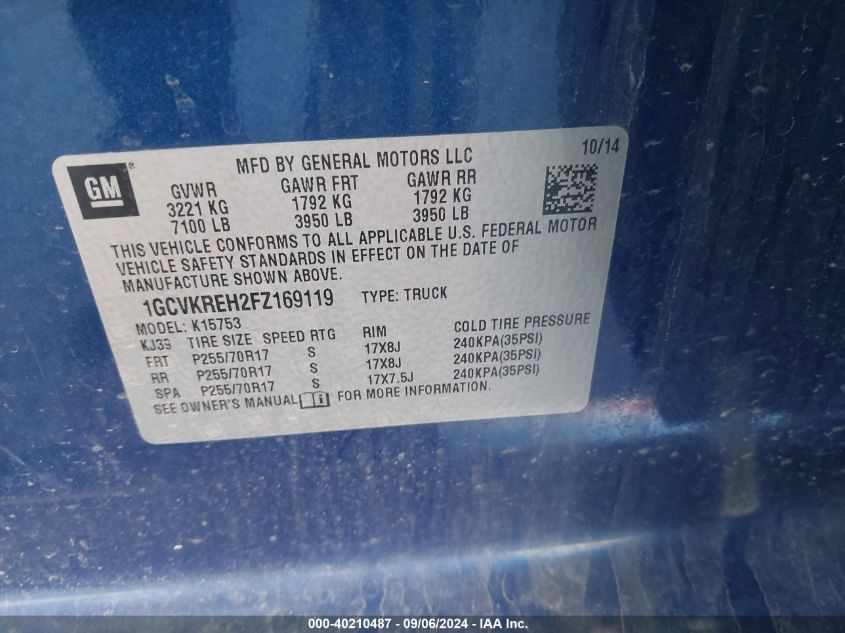 MFD BY GENERAL MOTORS LLC 10/14
GM®
GVWR GAWR FRT GAWR RR
3221 KG 1792 KG 1792 KG
7100 LB 3950 LB 3950 LB
THIS VEHICLE CONFORMS TO ALL APPLICABLE U.S. FEDERAL MOTOR
VEHICLE SAFETY STANDARDS IN EFFECT ON THE DATE OF
MANUFACTURE SHOWN ABOVE.
1GCVKREH2FZ169119 TYPE: TRUCK
MODEL: K15753
KJ39 TIRE SIZE SPEED RTG RIM COLD TIRE PRESSURE
FRT P255/70R17 S 17X8J 240KPA(35PSI)
RR P255/70R17 S 17X8J 240KPA(35PSI)
SPA P255/70R17 S 17X7.5J 240KPA(35PSI)
SEE OWNER'S MANUAL FOR MORE INFORMATION.
000-40210487 - 09/06/2024 - IAA Inc.